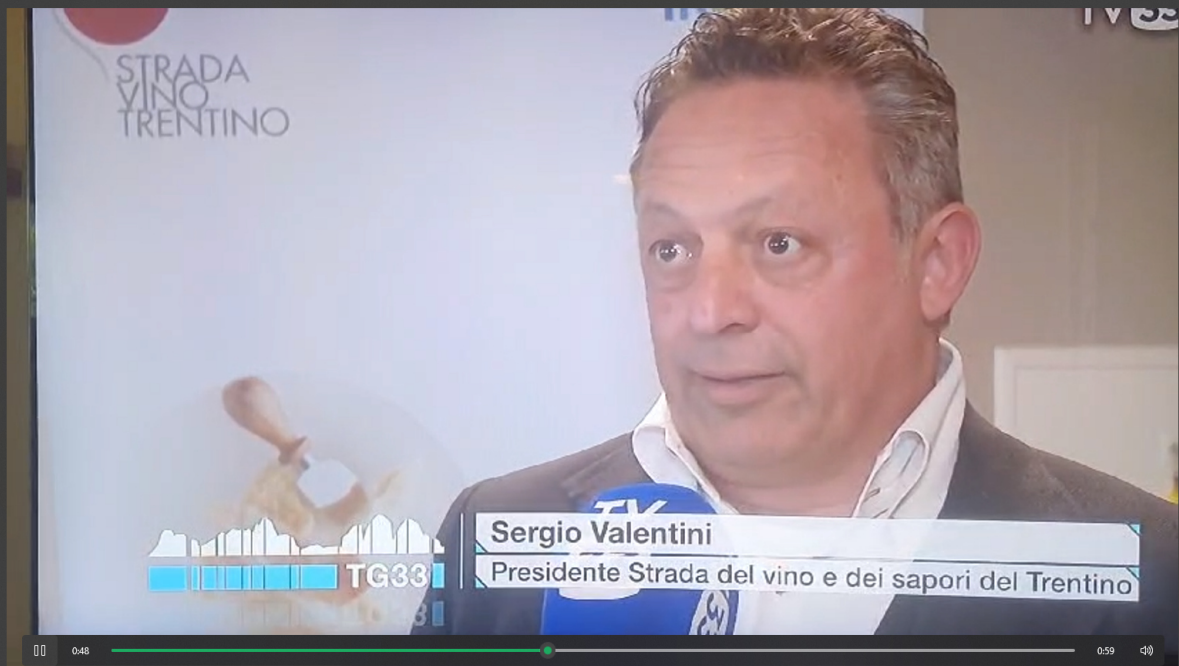 STRADA
VINO
TRENTINO
TV33
Sergio Valentini
Presidente Strada del vino e dei sapori del Trentino
TG33
0:48
0:59